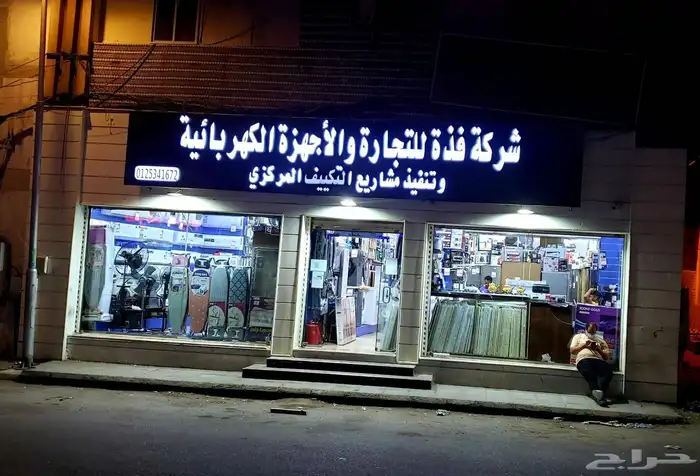 شركة فذة للتجارة والأجهزة الكهربائية
وتنفيذ مشاريع التكييف المركزي
0125341672
حراج